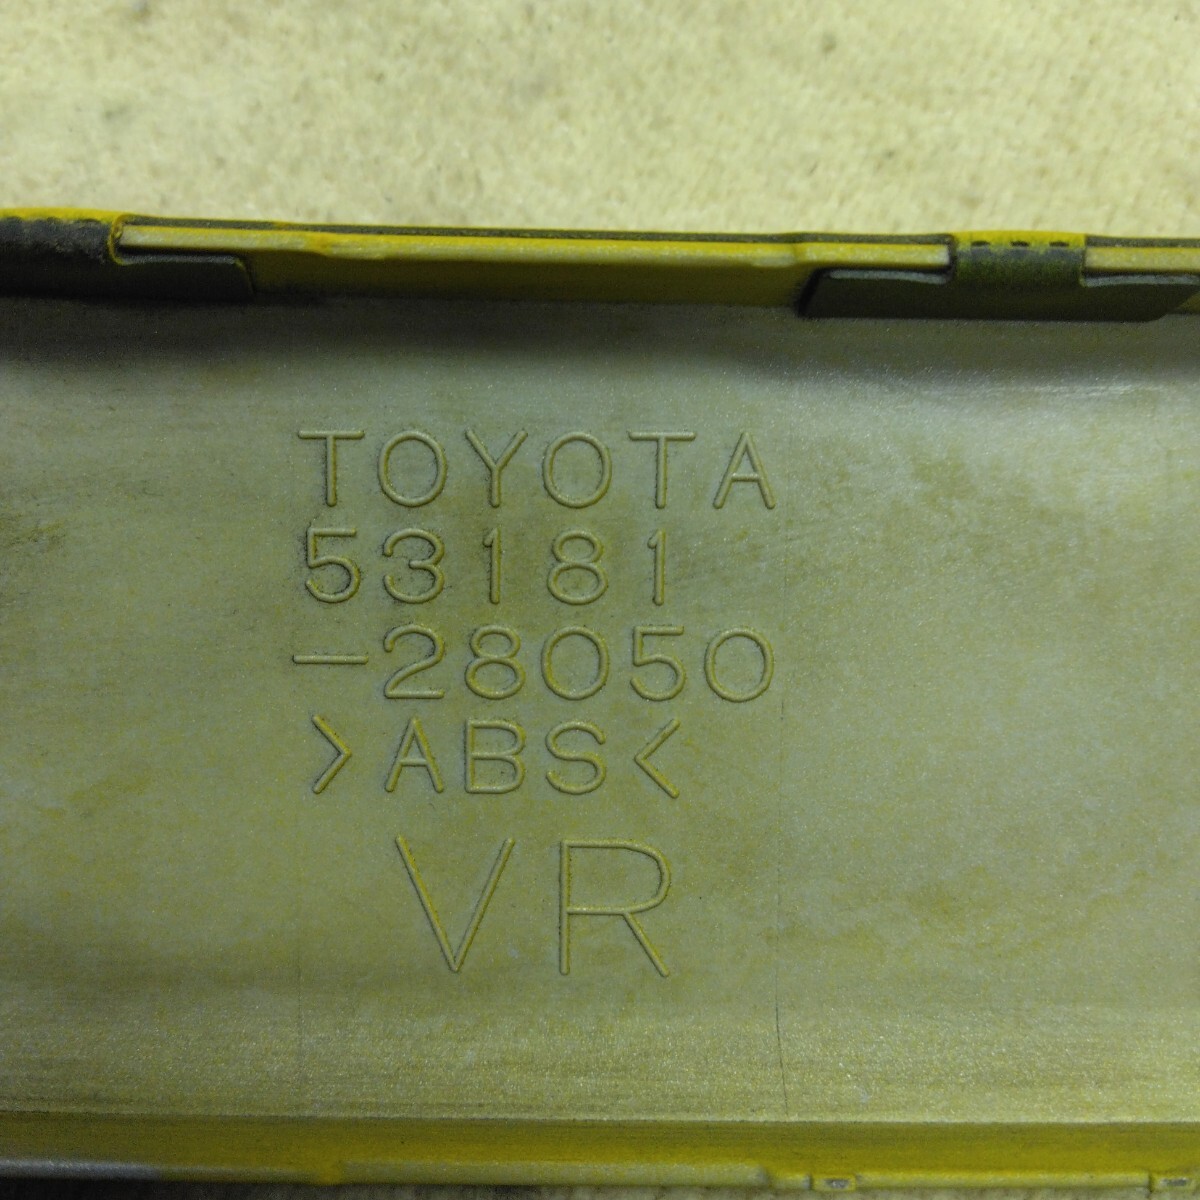 TOYOTA
53181
-28050
>ABS<
VR